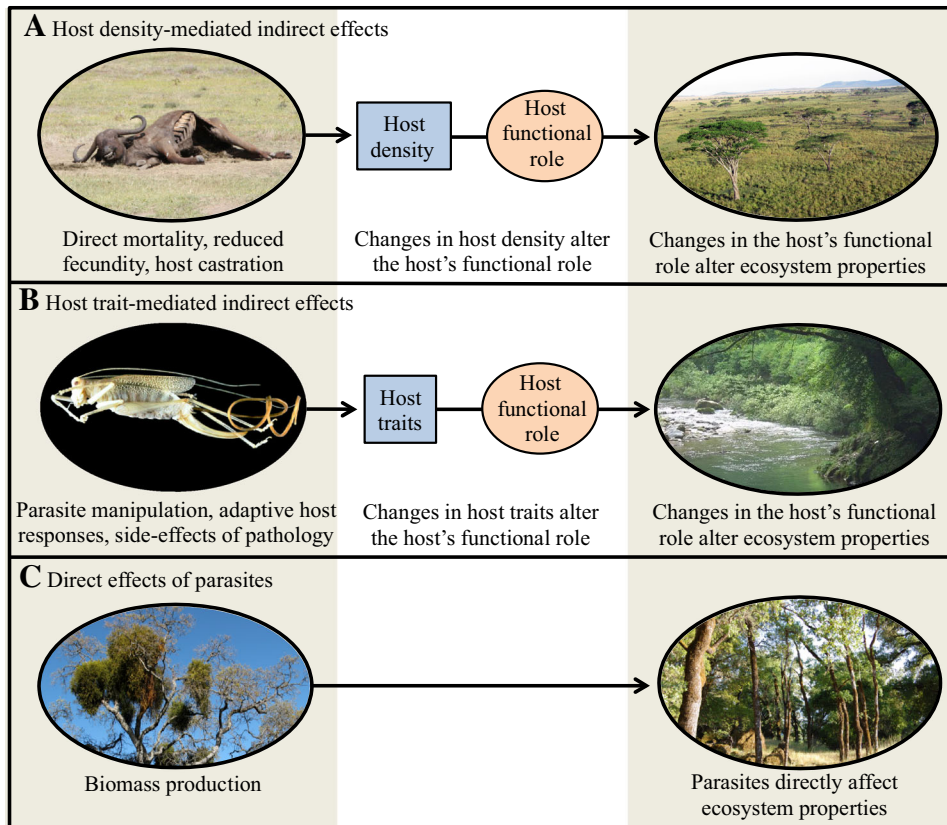 A Host density-mediated indirect effects
Host
density
Host
functional
role
Direct mortality, reduced
fecundity, host castration
Changes in host density alter
the host's functional role
Changes in the host's functional
role alter ecosystem properties
B Host trait-mediated indirect effects
Host
traits
Host
functional
role
Parasite manipulation, adaptive host
responses, side-effects of pathology
Changes in host traits alter
the host's functional role
Changes in the host's functional
role alter ecosystem properties
C Direct effects of parasites
Biomass production
Parasites directly affect
ecosystem properties